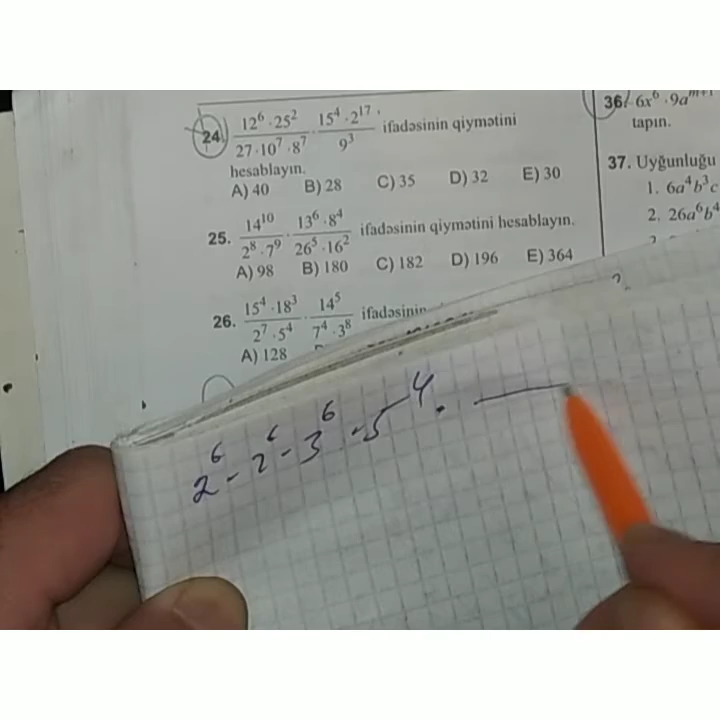 24. 12⁶ · 25² / 27 · 10⁷ · 8⁷ · 15⁴ · 2¹⁷ / 9³ ifadəsinin qiymətini
hesablayın.
A) 40 B) 28 C) 35 D) 32 E) 30
25. 14¹⁰ / 2⁸ · 7⁹ · 13⁶ · 8⁴ / 26⁵ · 16² ifadəsinin qiymətini hesablayın.
A) 98 B) 180 C) 182 D) 196 E) 364
26. 15⁴ · 18³ / 2⁷ · 5⁴ · 14⁵ / 7⁴ · 3⁸ ifadəsinin
A) 128
36. 6x⁶ · 9aᵐ⁺¹
tapın.
37. Uyğunluğu
1. 6a⁴b³c
2. 26a⁶b⁴
2⁶ · 2⁶ · 3⁶ · 5⁴ ·